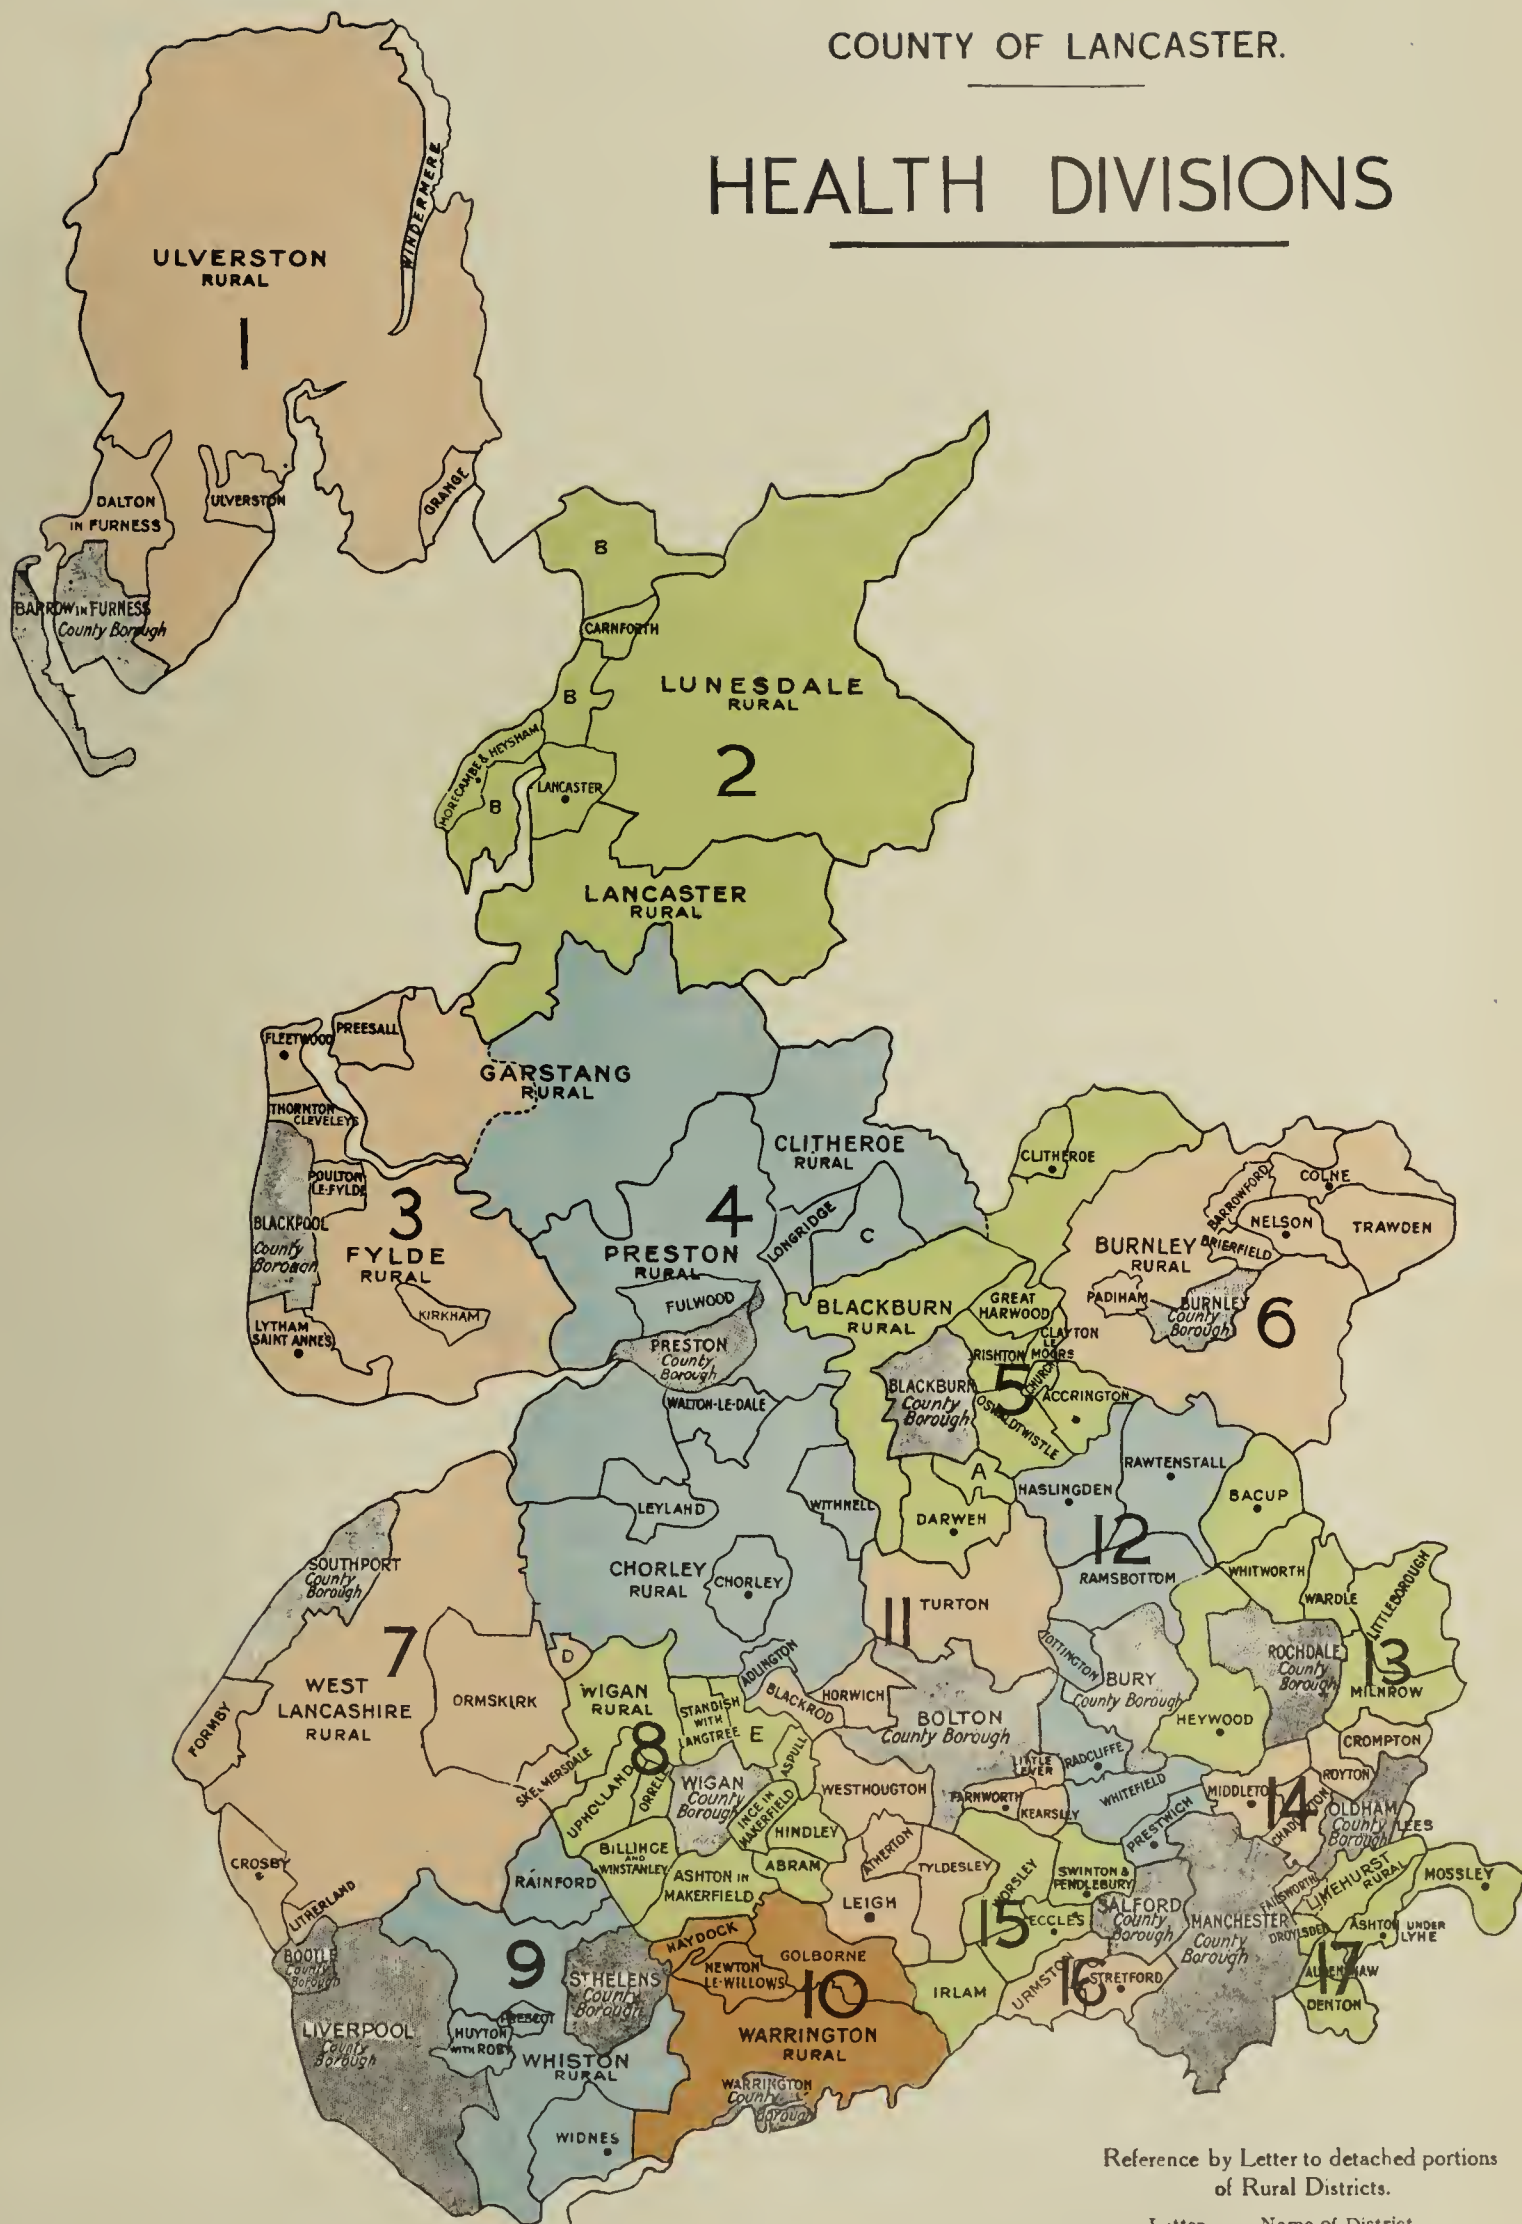 COUNTY OF LANCASTER.
HEALTH DIVISIONS
WINDERMERE
ULVERSTON
RURAL
1
DALTON
IN FURNESS
ULVERSTON
GRANGE
BARROW IN FURNESS
County Borough
B
CARNFORTH
B
LUNESDALE
RURAL
2
MORECAMBE & HEYSHAM
B
LANCASTER
LANCASTER
RURAL
FLEETWOOD
PREESALL
GARSTANG
RURAL
THORNTON
CLEVELEYS
POULTON
LE-FYLDE
BLACKPOOL
County
Borough
3
FYLDE
RURAL
KIRKHAM
LYTHAM
SAINT ANNES
CLITHEROE
RURAL
4
PRESTON
RURAL
LONGRIDGE
C
FULWOOD
PRESTON
County
Borough
CLITHEROE
BARROWFORD
COLNE
NELSON
TRAWDEN
BRIERFIELD
BURNLEY
RURAL
PADIHAM
BURNLEY
County
Borough
6
BLACKBURN
RURAL
GREAT
HARWOOD
CLAYTON
LE
MOORS
RISHTON
CHURCH
5
ACCRINGTON
OSWALDTWISTLE
BLACKBURN
County
Borough
A
DARWEN
WALTON-LE-DALE
LEYLAND
WITHNELL
CHORLEY
RURAL
CHORLEY
HASLINGDEN
RAWTENSTALL
BACUP
12
RAMSBOTTOM
WHITWORTH
WARDLE
LITTLEBOROUGH
SOUTHPORT
County
Borough
7
WEST
LANCASHIRE
RURAL
ORMSKIRK
FORMBY
D
SKELMERSDALE
11
TURTON
ADLINGTON
BLACKROD
HORWICH
BOLTON
County Borough
TOTTINGTON
BURY
County Borough
ROCHDALE
County
Borough
13
MILNROW
HEYWOOD
CROMPTON
WIGAN
RURAL
STANDISH
WITH
LANGTREE
E
8
ASPULL
UPHOLLAND
ORRELL
WIGAN
County
Borough
INCE IN
MAKERFIELD
HINDLEY
WESTHOUGTOH
LITTLE
LEVER
RADCLIFFE
FARNWORTH
KEARSLEY
WHITEFIELD
PRESTWICH
MIDDLETO
14
ROYTON
OLDHAM
County
Borough
LEES
BILLINGE
AND
WINSTANLEY
ASHTON IN
MAKERFIELD
ABRAM
ATHERTON
TYLDESLEY
LEIGH
WORSLEY
SWINTON &
PENDLEBURY
15
ECCLES
SALFORD
County
Borough
MANCHESTER
County
Borough
FAILSWORTH
LIMEHURST
RURAL
MOSSLEY
DROYLSDEN
ASHTON UNDER
LYNE
17
DENTON
CROSBY
LITHERLAND
RAINFORD
BOOTLE
County
Borough
9
ST HELENS
County
Borough
PRESCOT
HUYTON
WITH ROBY
WHISTON
RURAL
LIVERPOOL
County
Borough
WIDNES
HAYDOCK
NEWTON
LE-WILLOWS
GOLBORNE
10
WARRINGTON
RURAL
WARRINGTON
County
Borough
IRLAM
URMSTON
16
STRETFORD
Reference by Letter to detached portions
of Rural Districts.
Letter Name of District